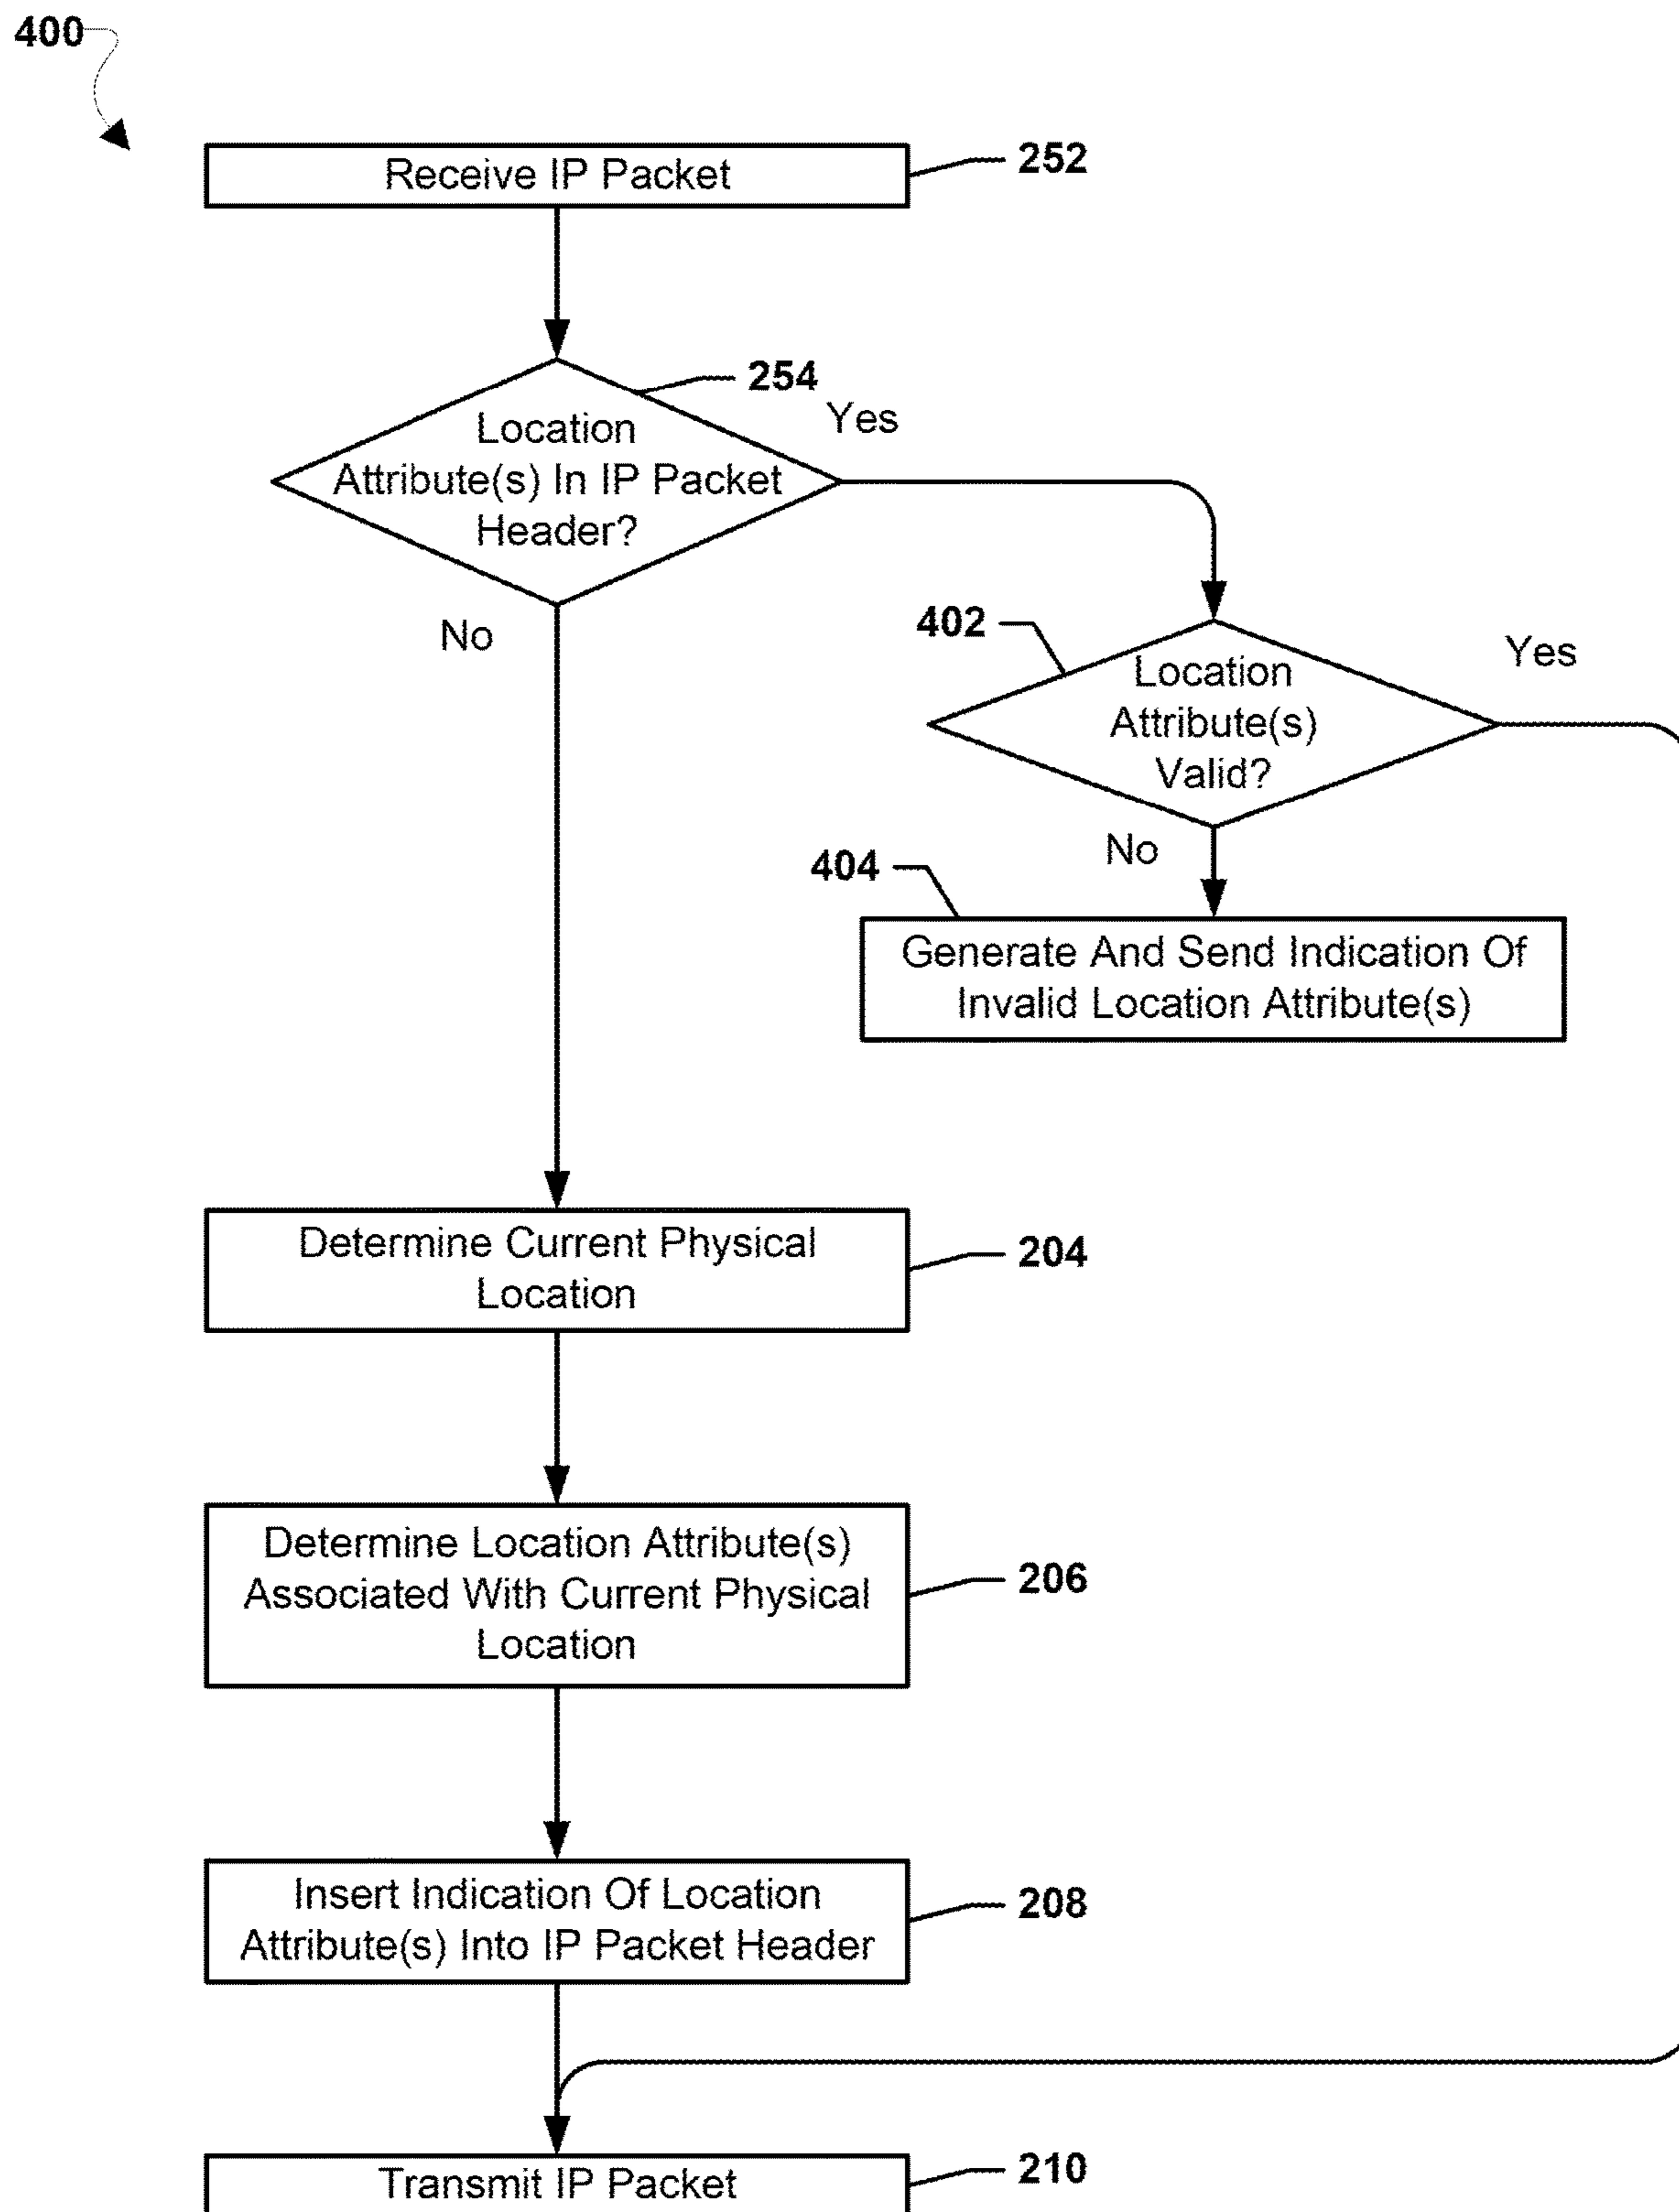 400
Receive IP Packet
252
254
Yes
Location
Attribute(s) In IP Packet
Header?
No
402
Yes
Location
Attribute(s)
Valid?
No
404
Generate And Send Indication Of
Invalid Location Attribute(s)
Determine Current Physical
Location
204
Determine Location Attribute(s)
Associated With Current Physical
Location
206
Insert Indication Of Location
Attribute(s) Into IP Packet Header
208
Transmit IP Packet
210